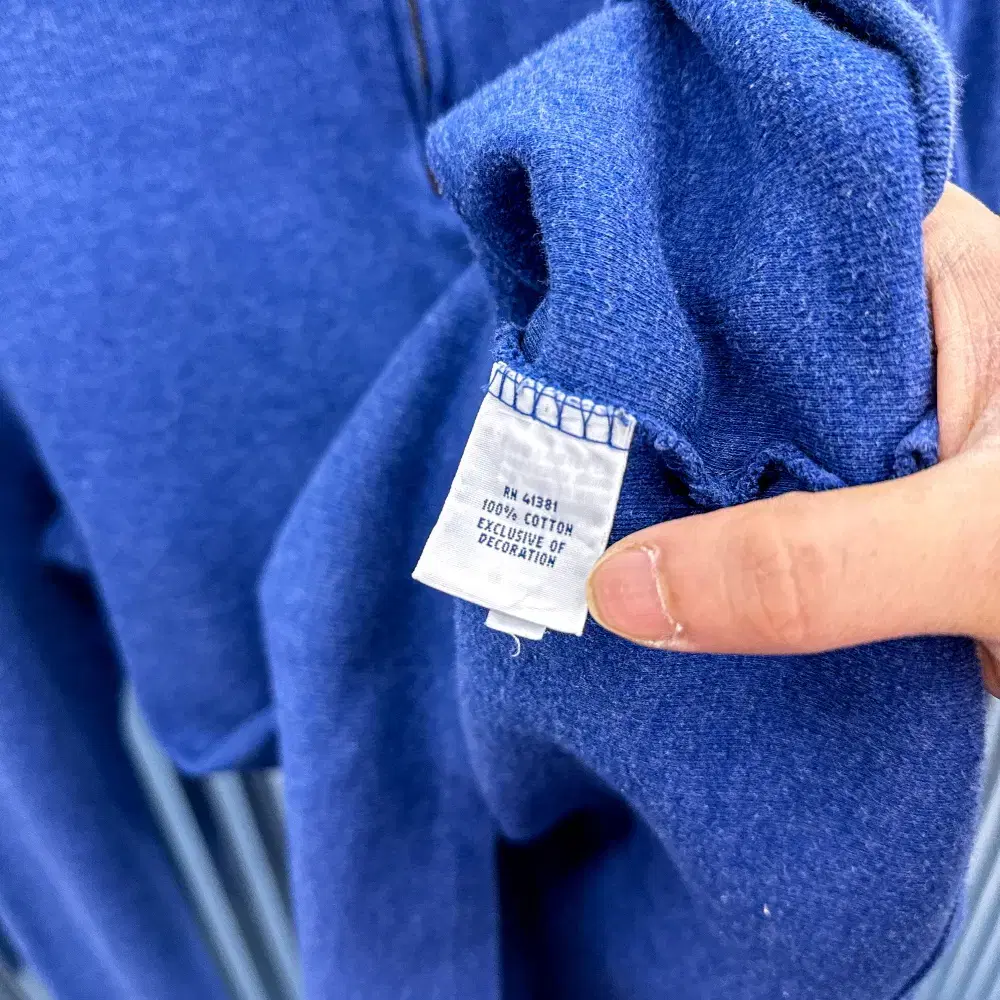 RN 41381
100% COTTON
EXCLUSIVE OF
DECORATION